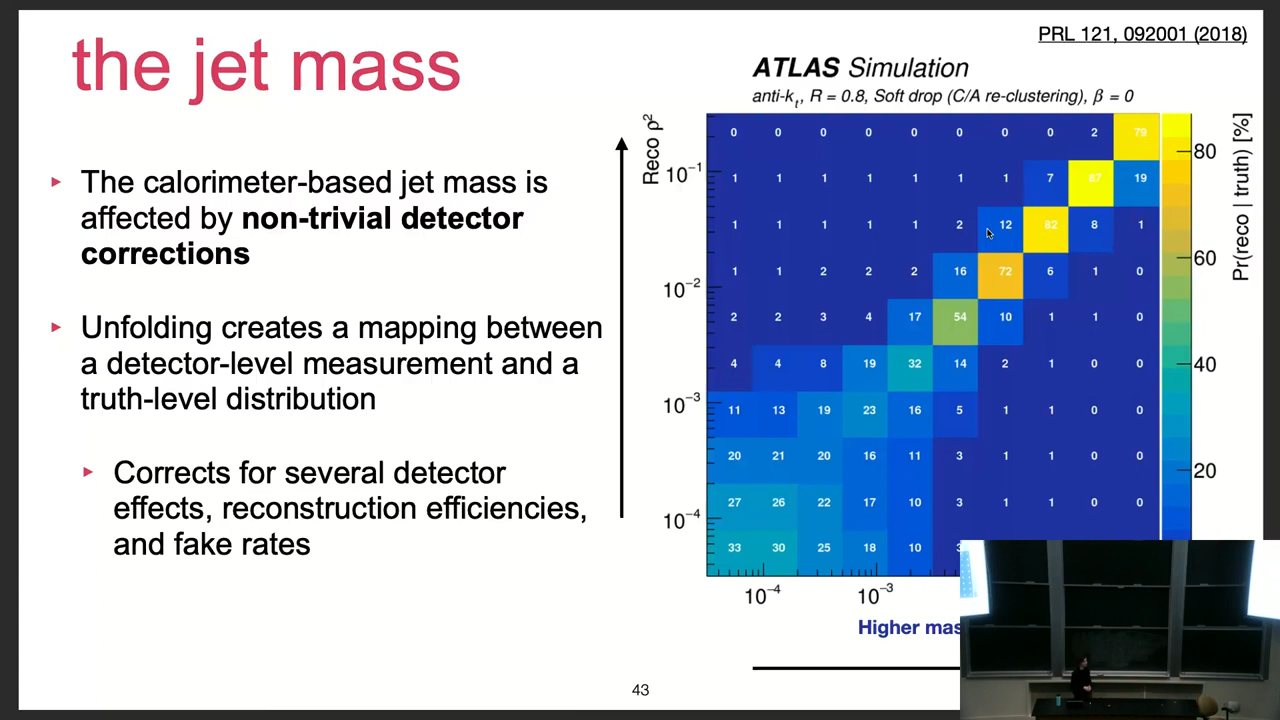 the jet mass
PRL 121, 092001 (2018)
ATLAS Simulation
anti-kt, R = 0.8, Soft drop (C/A re-clustering), β = 0
‣ The calorimeter-based jet mass is
affected by non-trivial detector
corrections
‣ Unfolding creates a mapping between
a detector-level measurement and a
truth-level distribution
‣ Corrects for several detector
effects, reconstruction efficiencies,
and fake rates
Reco ρ²
10⁻¹
10⁻²
10⁻³
10⁻⁴
0 0 0 0 0 0 0 0 2 79
1 1 1 1 1 1 1 7 87 19
1 1 1 1 1 2 12 82 8 1
1 1 2 2 2 16 72 6 1 0
2 2 3 4 17 54 10 1 1 0
4 4 8 19 32 14 2 1 0 0
11 13 19 23 16 5 1 1 0 0
20 21 20 16 11 3 1 1 0 0
27 26 22 17 10 3 1 1 0 0
33 30 25 18 10
10⁻⁴ 10⁻³
80
60
40
20
Pr(reco | truth) [%]
Higher
43